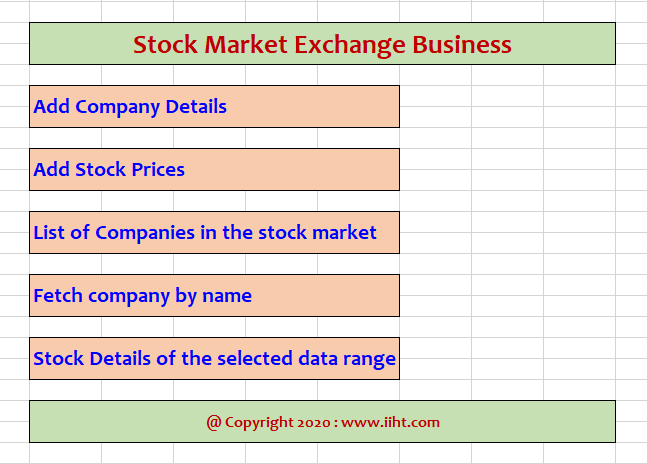 Stock Market Exchange Business
Add Company Details
Add Stock Prices
List of Companies in the stock market
Fetch company by name
Stock Details of the selected data range
@ Copyright 2020 : www.iiht.com